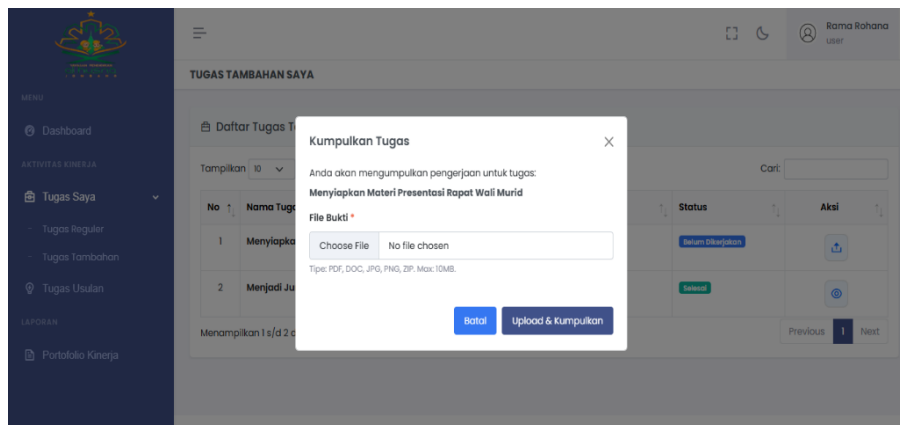 Rama Rohana
user
TUGAS TAMBAHAN SAYA
MENU
Dashboard
AKTIVITAS KINERJA
Tugas Saya
Tugas Reguler
Tugas Tambahan
Tugas Usulan
LAPORAN
Portofolio Kinerja
Daftar Tugas T
Tampilkan 10
Cari:
No Nama Tuga Status Aksi
1 Menyiapka Belum Dikerjakan
2 Menjadi Ju Selesai
Menampilkan 1 s/d 2 d
Previous 1 Next
Kumpulkan Tugas
Anda akan mengumpulkan pengerjaan untuk tugas:
Menyiapkan Materi Presentasi Rapat Wali Murid
File Bukti *
Choose File No file chosen
Tipe: PDF, DOC, JPG, PNG, ZIP. Max: 10MB.
Batal Upload & Kumpulkan